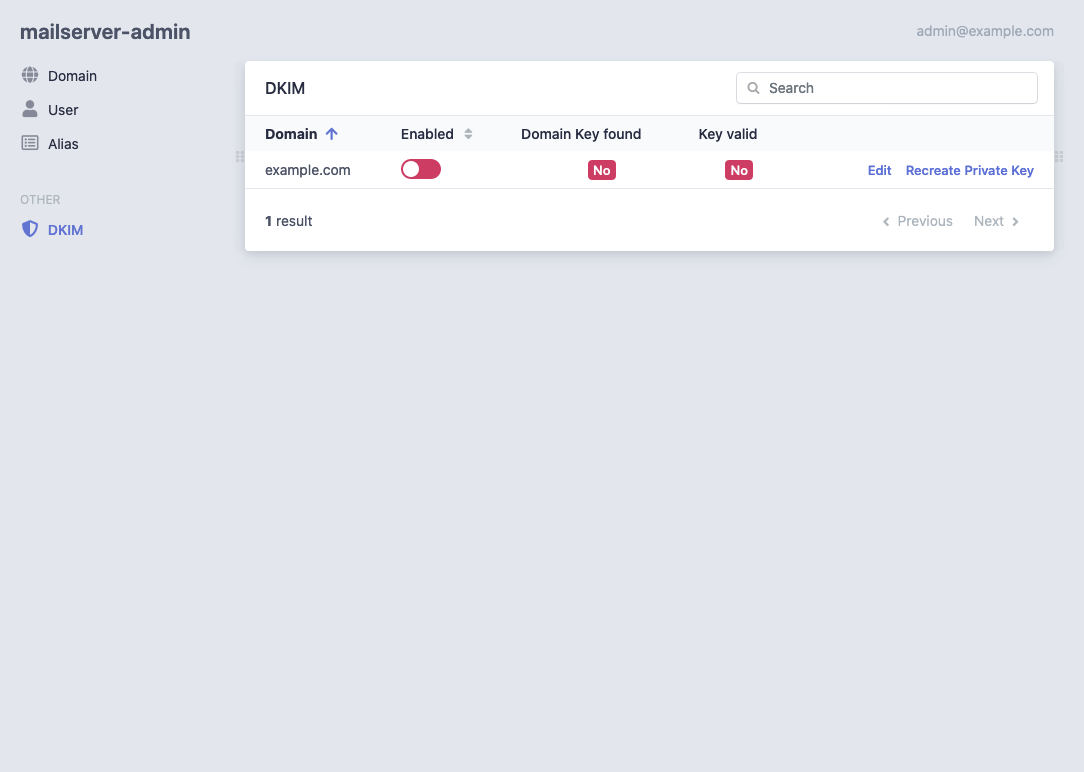 mailserver-admin
admin@example.com
Domain
User
Alias
OTHER
DKIM
DKIM
Search
Domain Enabled Domain Key found Key valid
example.com No No Edit Recreate Private Key
1 result Previous Next